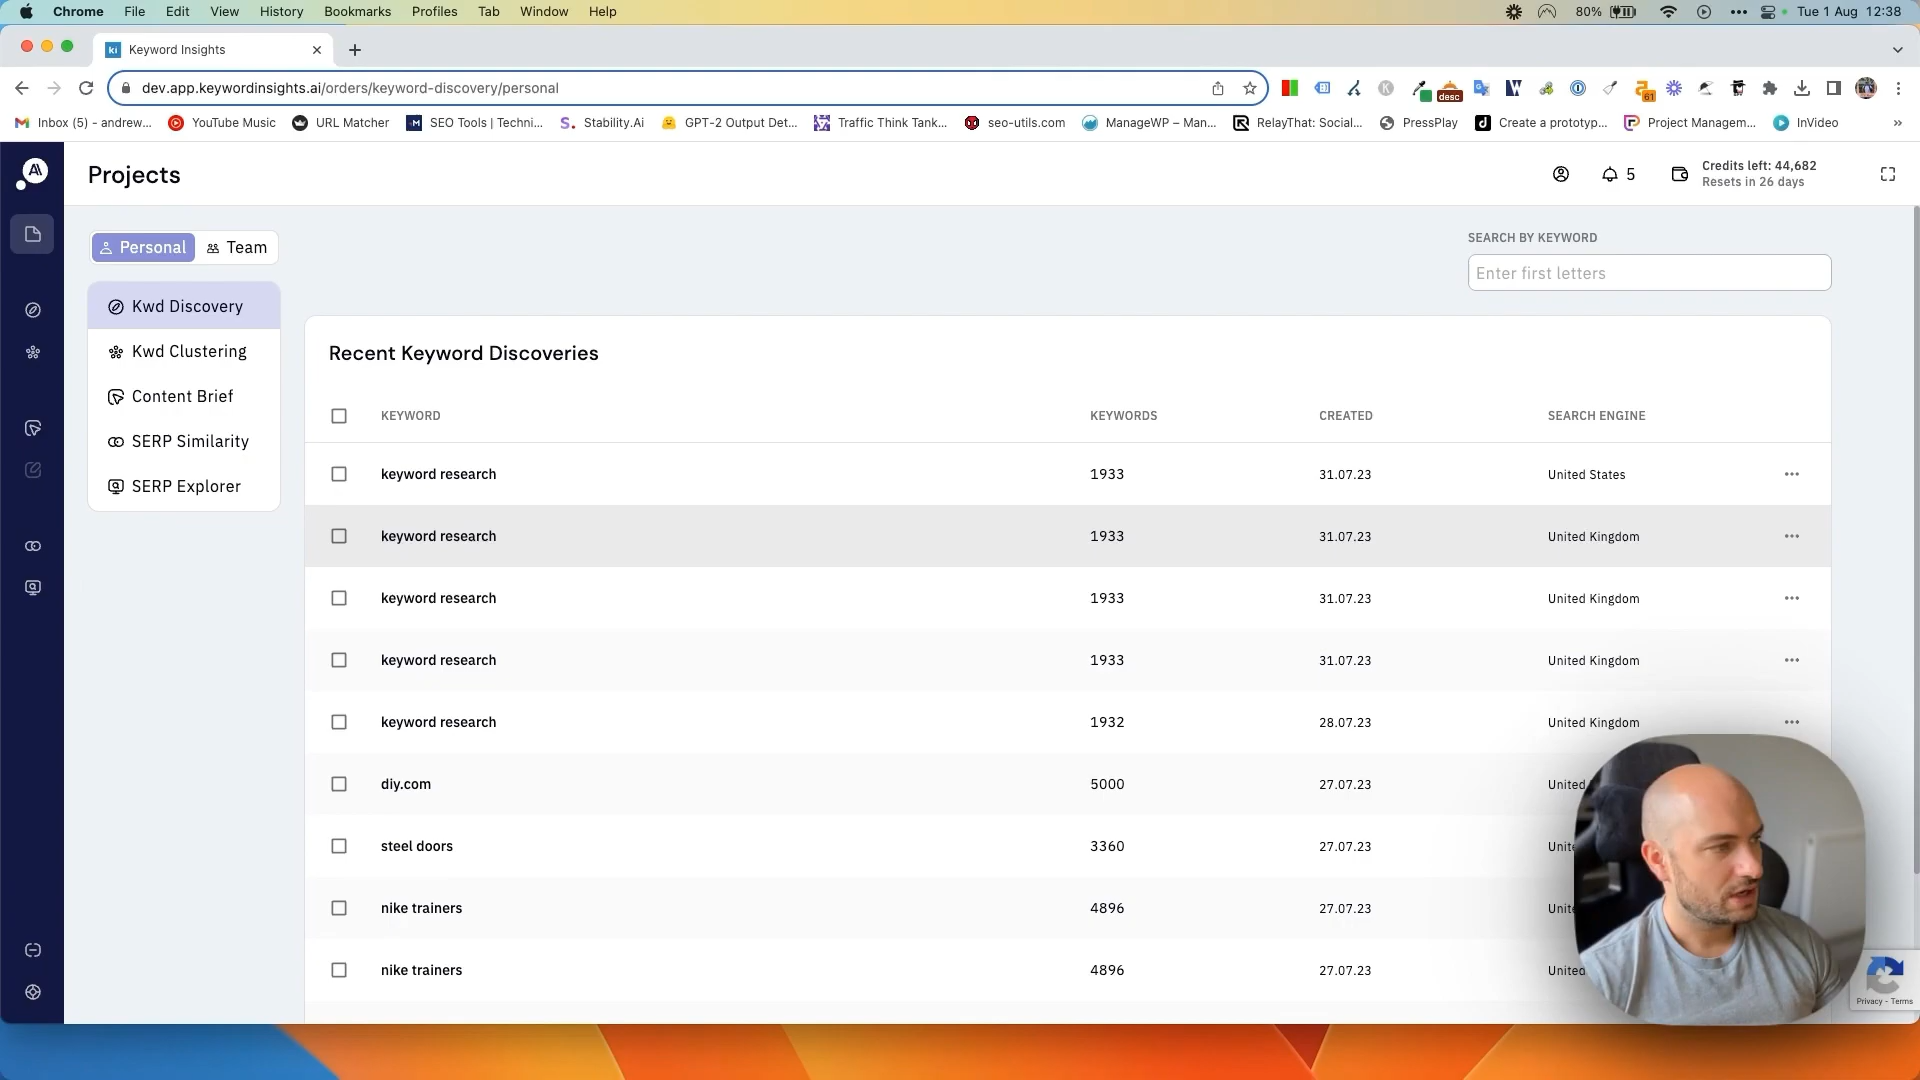 Chrome File Edit View History Bookmarks Profiles Tab Window Help 80% Tue 1 Aug 12:38
Keyword Insights
dev.app.keywordinsights.ai/orders/keyword-discovery/personal
desc
61
Inbox (5) - andrew... YouTube Music URL Matcher SEO Tools | Techni... Stability.Ai GPT-2 Output Det... Traffic Think Tank... seo-utils.com ManageWP – Man... RelayThat: Social... PressPlay Create a prototyp... Project Managem... InVideo
Projects
5
Credits left: 44,682
Resets in 26 days
Personal Team
SEARCH BY KEYWORD
Enter first letters
Kwd Discovery
Kwd Clustering
Content Brief
SERP Similarity
SERP Explorer
Recent Keyword Discoveries
KEYWORD KEYWORDS CREATED SEARCH ENGINE
keyword research 1933 31.07.23 United States
keyword research 1933 31.07.23 United Kingdom
keyword research 1933 31.07.23 United Kingdom
keyword research 1933 31.07.23 United Kingdom
keyword research 1932 28.07.23 United Kingdom
diy.com 5000 27.07.23 United
steel doors 3360 27.07.23
nike trainers 4896 27.07.23
nike trainers 4896 27.07.23 United
Privacy - Terms